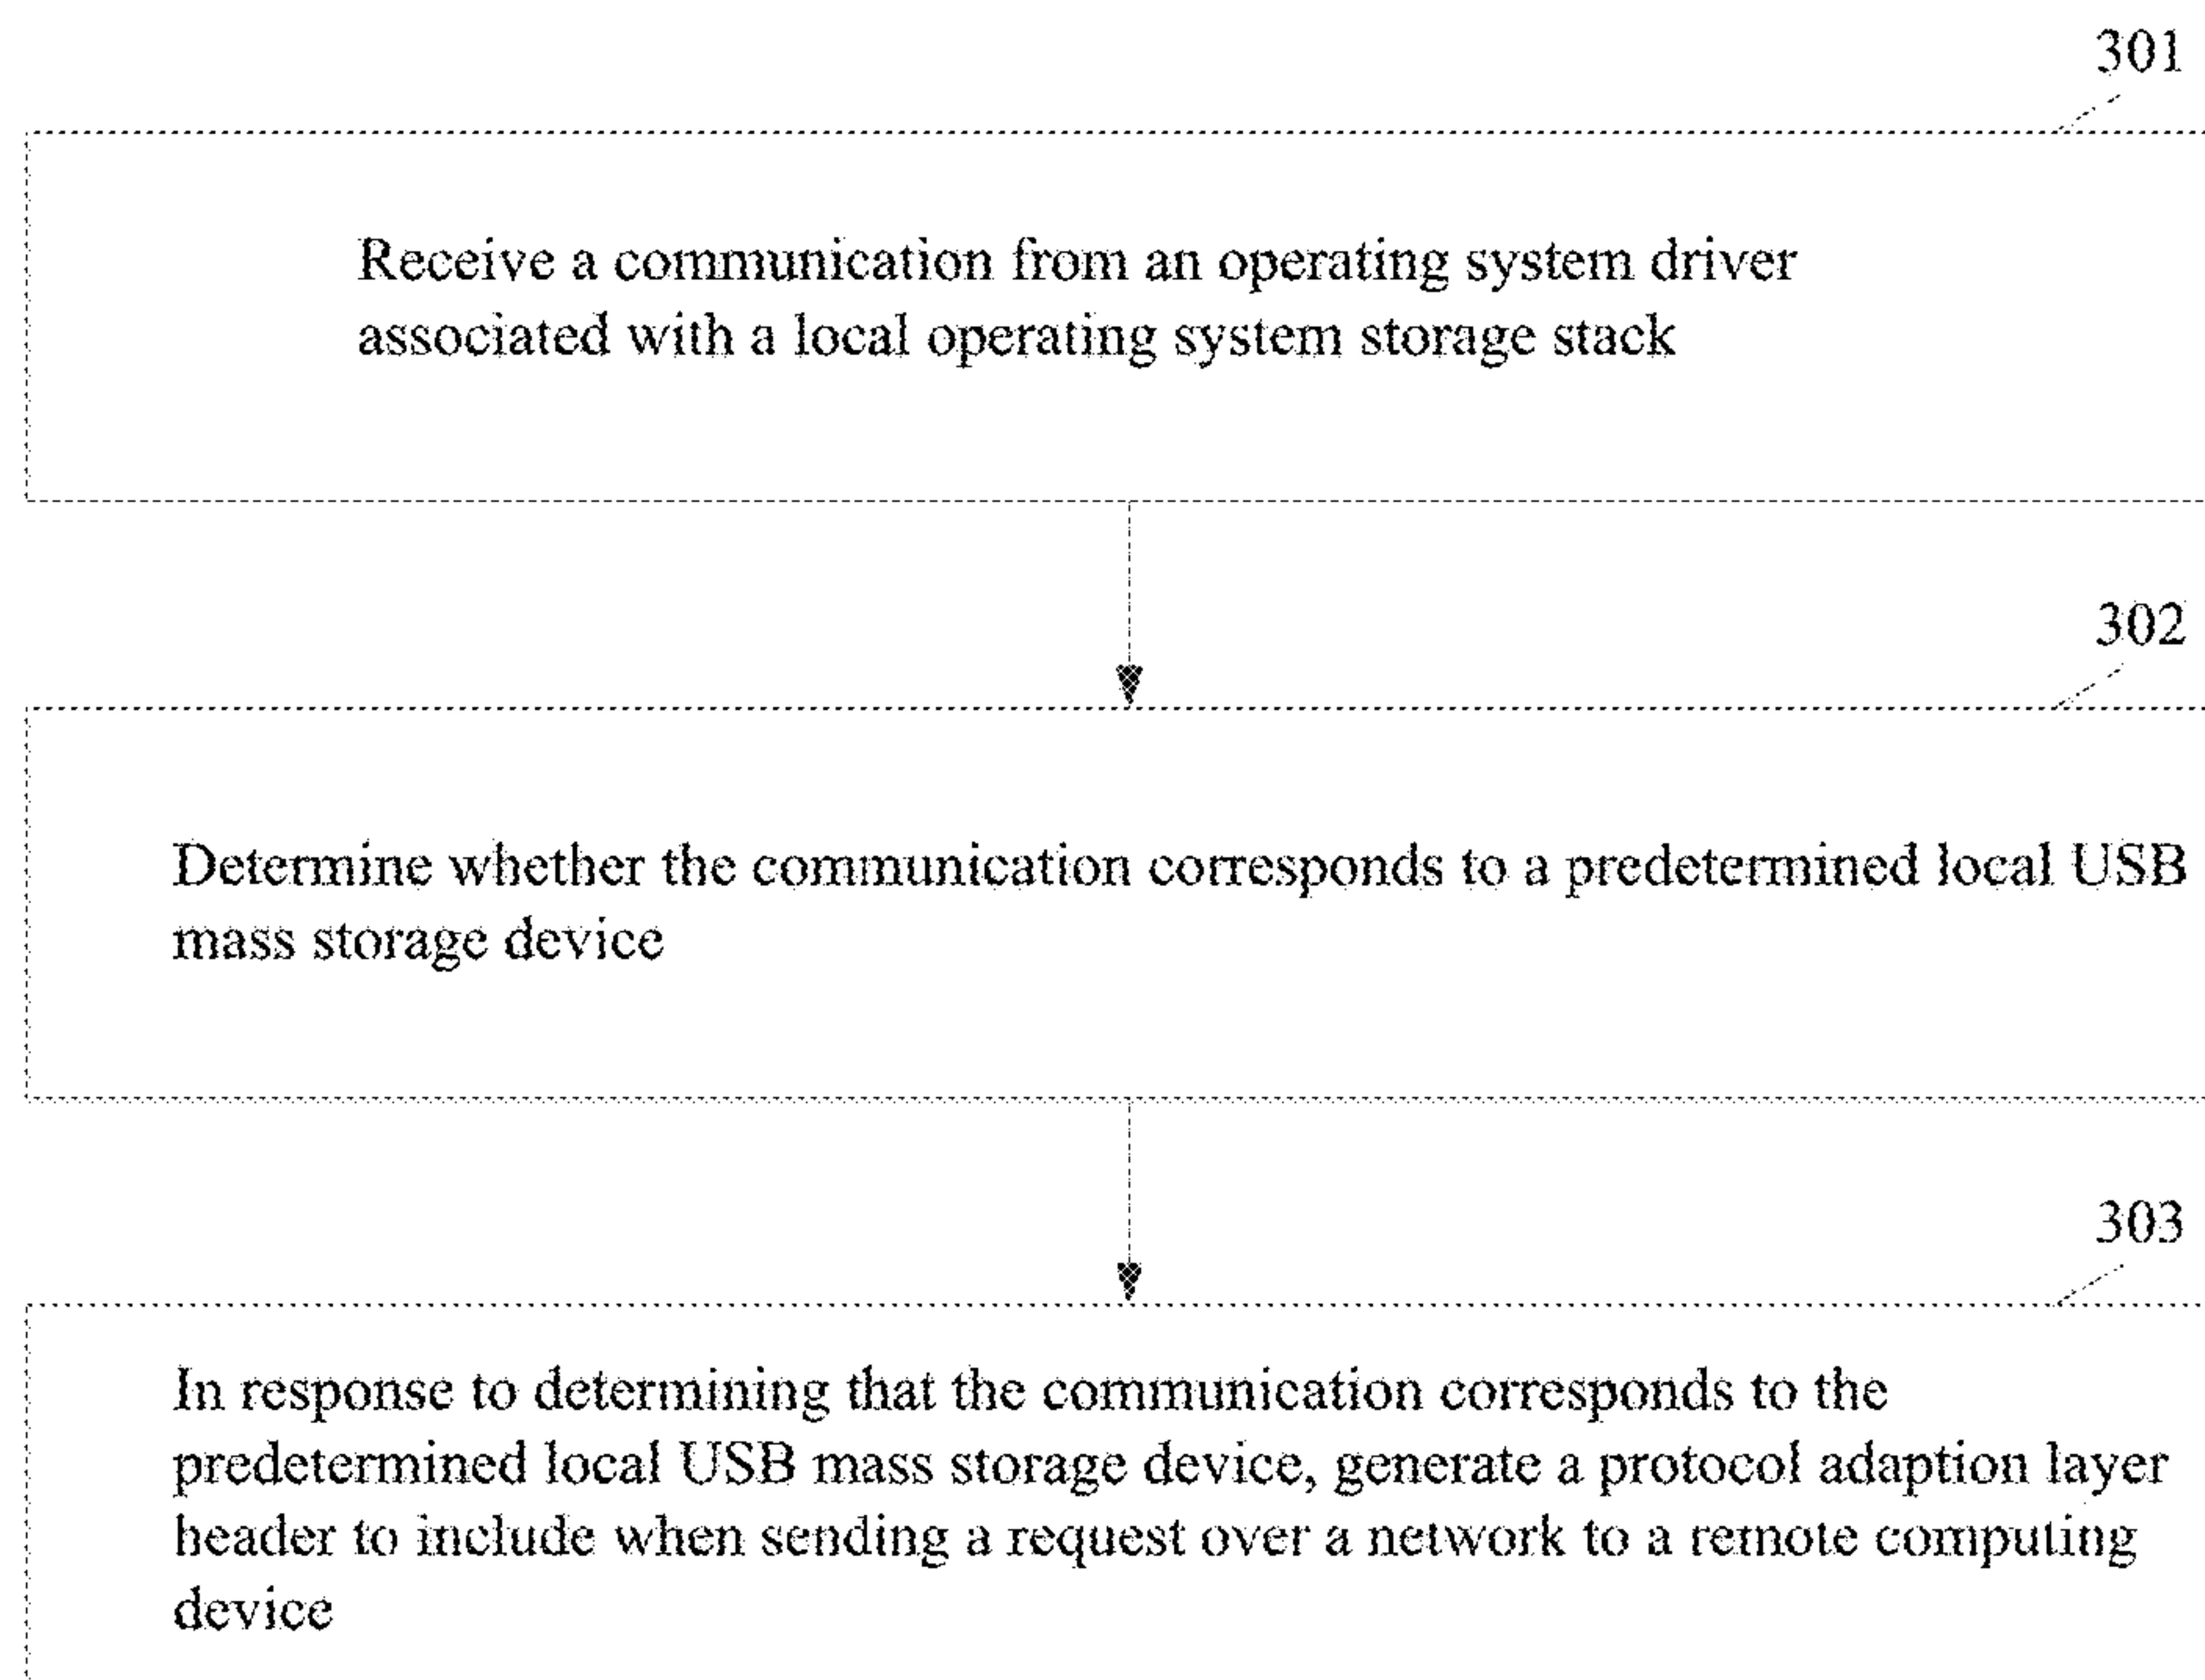 301
Receive a communication from an operating system driver
associated with a local operating system storage stack
302
Determine whether the communication corresponds to a predetermined local USB
mass storage device
303
In response to determining that the communication corresponds to the
predetermined local USB mass storage device, generate a protocol adaption layer
header to include when sending a request over a network to a remote computing
device